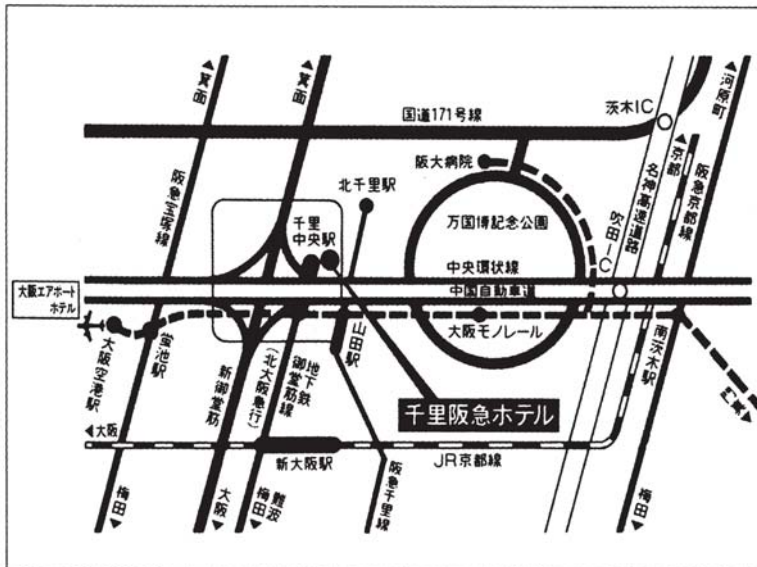 箕面
箕面
国道171号線
茨木IC
河原町
京都
阪急宝塚線
北千里駅
阪大病院
名神高速道路
阪急京都線
千里
中央駅
万国博記念公園
吹田IC
中央環状線
中国自動車道
大阪エアポート
ホテル
大阪空港駅
蛍池駅
新御堂筋
地下鉄
御堂筋線
(北大阪急行)
山田駅
大阪モノレール
南茨木駅
千里阪急ホテル
門真
大阪
新大阪駅
JR京都線
阪急千里線
梅田
大阪
難波
梅田
梅田